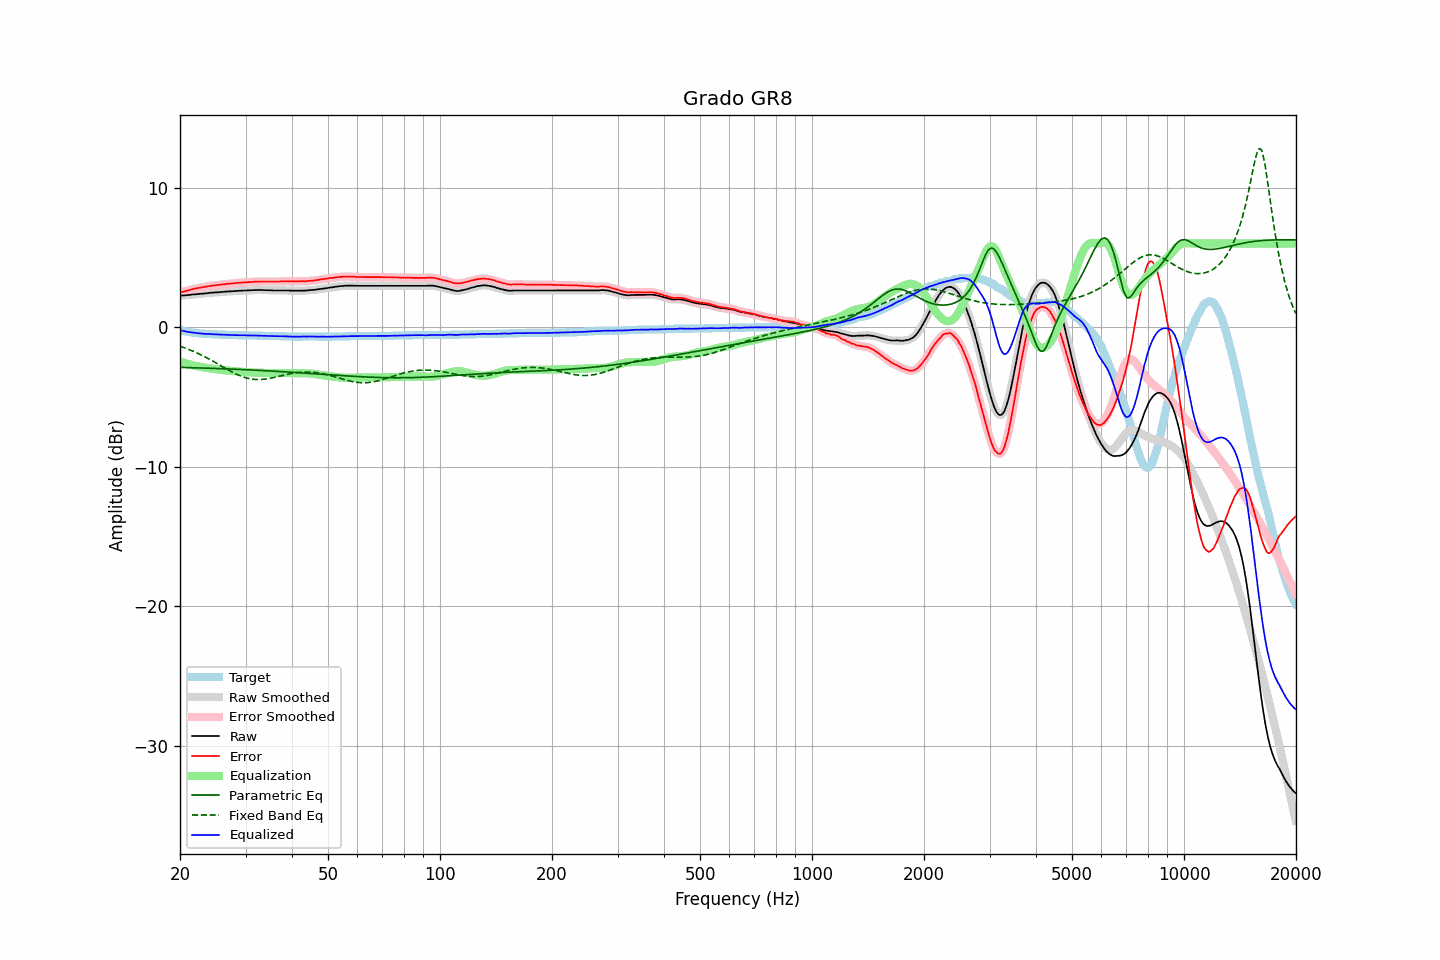 Grado GR8
Amplitude (dBr)
10
0
−10
−20
−30
Target
Raw Smoothed
Error Smoothed
Raw
Error
Equalization
Parametric Eq
Fixed Band Eq
Equalized
20 50 100 200 500 1000 2000 5000 10000 20000
Frequency (Hz)